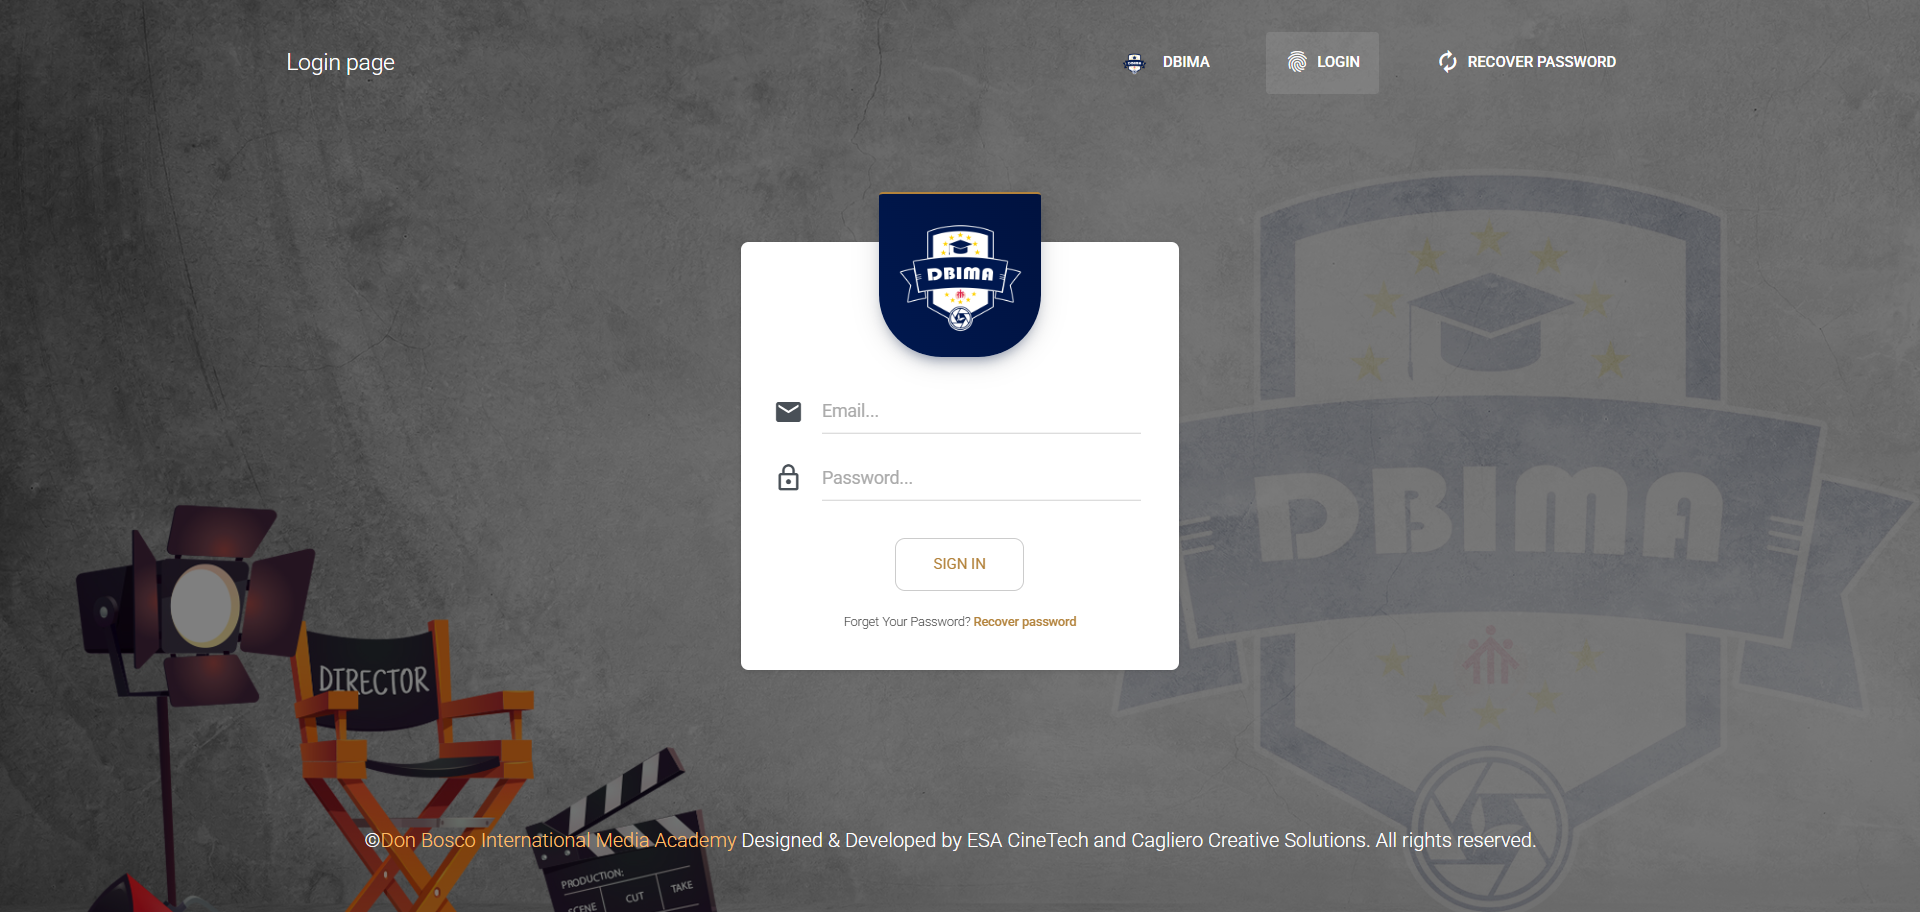 Login page
DBIMA
LOGIN
RECOVER PASSWORD
DBIMA
Email...
Password...
SIGN IN
Forget Your Password? Recover password
DBIMA
DIRECTOR
©Don Bosco International Media Academy Designed & Developed by ESA CineTech and Cagliero Creative Solutions. All rights reserved.
PRODUCTION:
SCENE CUT TAKE